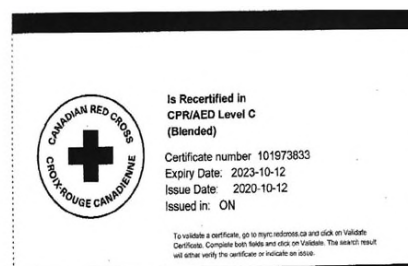 CANADIAN RED CROSS
CROIX-ROUGE CANADIENNE
Is Recertified in
CPR/AED Level C
(Blended)
Certificate number 101973833
Expiry Date: 2023-10-12
Issue Date: 2020-10-12
Issued in: ON
To validate a certificate, go to myrc.redcross.ca and click on Validate
Certificate. Complete both fields and click on Validate. The search result
will either verify the certificate or indicate an issue.